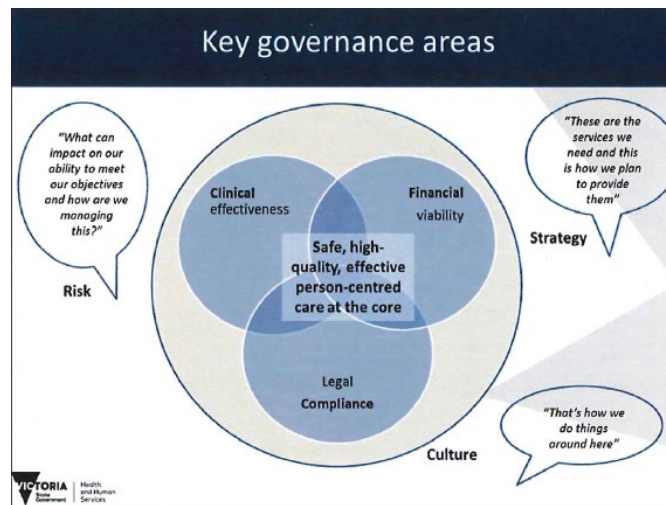 Key governance areas
"What can
impact on our
ability to meet
our objectives
and how are we
managing
this?"
Risk
Clinical
effectiveness
Financial
viability
Safe, high-
quality, effective
person-centred
care at the core
Legal
Compliance
"These are the
services we
need and this
is how we plan
to provide
them"
Strategy
"That's how we
do things
around here"
Culture
VICTORIA
State
Government
Health
and Human
Services